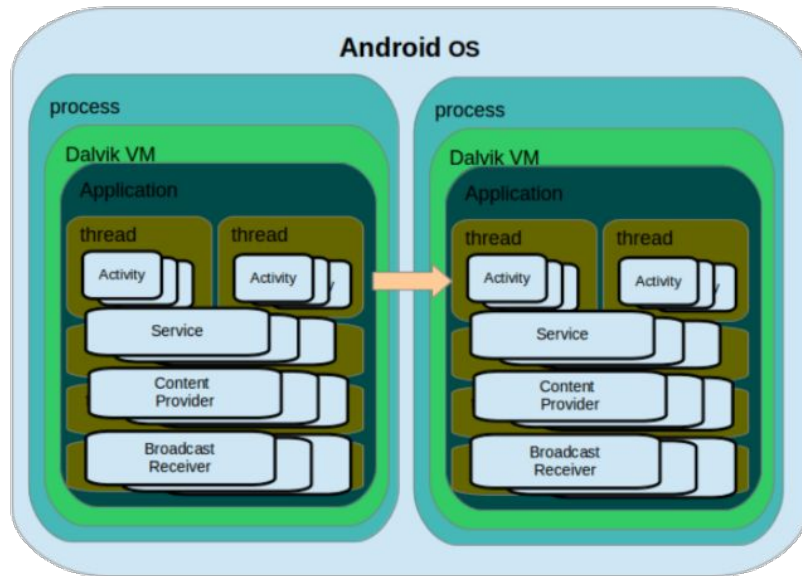 Android OS
process
Dalvik VM
Application
thread
thread
Activity
Activity
Service
Content
Provider
Broadcast
Receiver
process
Dalvik VM
Application
thread
thread
Activity
Activity
Service
Content
Provider
Broadcast
Receiver